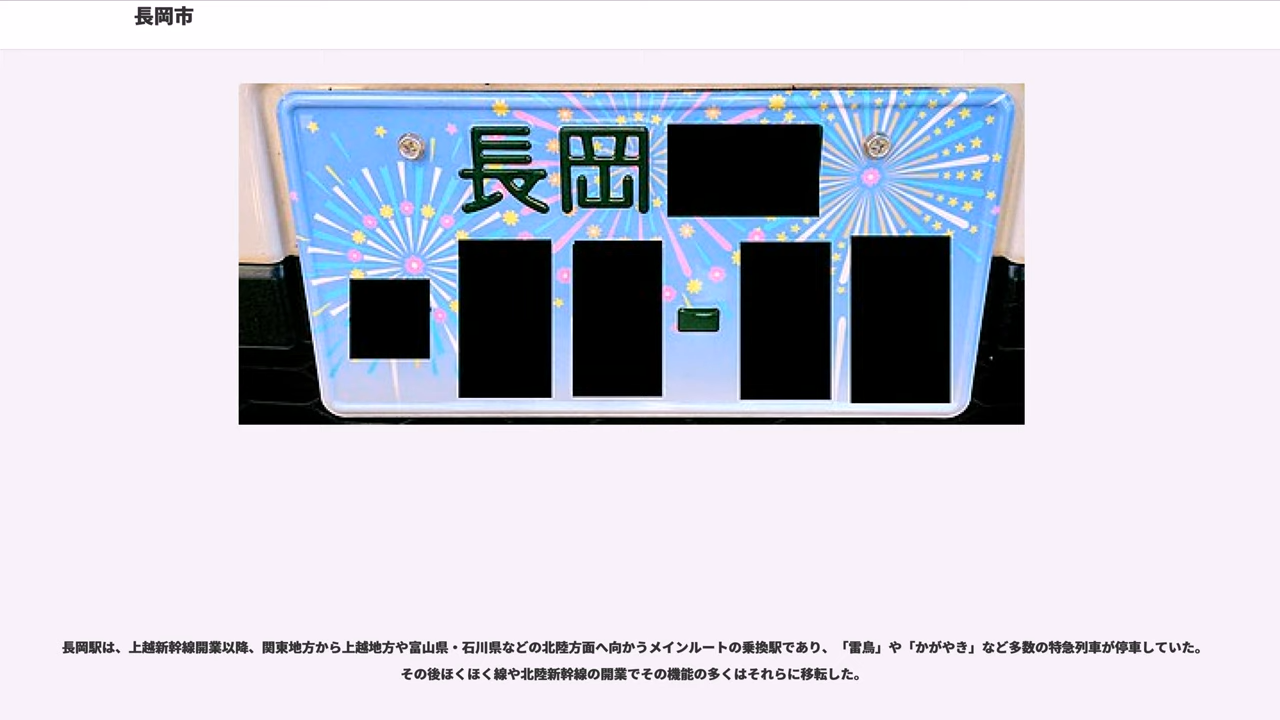 長岡市
長岡
長岡駅は、上越新幹線開業以降、関東地方から上越地方や富山県・石川県などの北陸方面へ向かうメインルートの乗換駅であり、「雷鳥」や「かがやき」など多数の特急列車が停車していた。
その後ほくほく線や北陸新幹線の開業でその機能の多くはそれらに移転した。